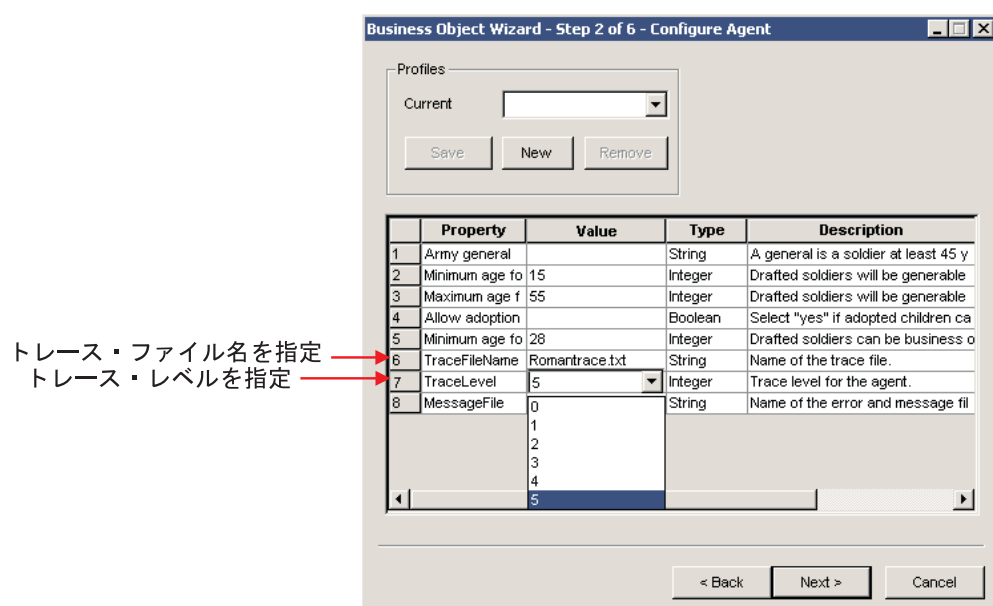 Business Object Wizard - Step 2 of 6 - Configure Agent
Profiles
Current
Save New Remove
Property Value Type Description
1 Army general String A general is a soldier at least 45 y
2 Minimum age fo 15 Integer Drafted soldiers will be generable
3 Maximum age f 55 Integer Drafted soldiers will be generable
4 Allow adoption Boolean Select "yes" if adopted children ca
5 Minimum age fo 28 Integer Drafted soldiers can be business o
トレース・ファイル名を指定 6 TraceFileName Romantrace.txt String Name of the trace file.
トレース・レベルを指定 7 TraceLevel 5 Integer Trace level for the agent.
8 MessageFile String Name of the error and message fil
0
1
2
3
4
5
< Back Next > Cancel